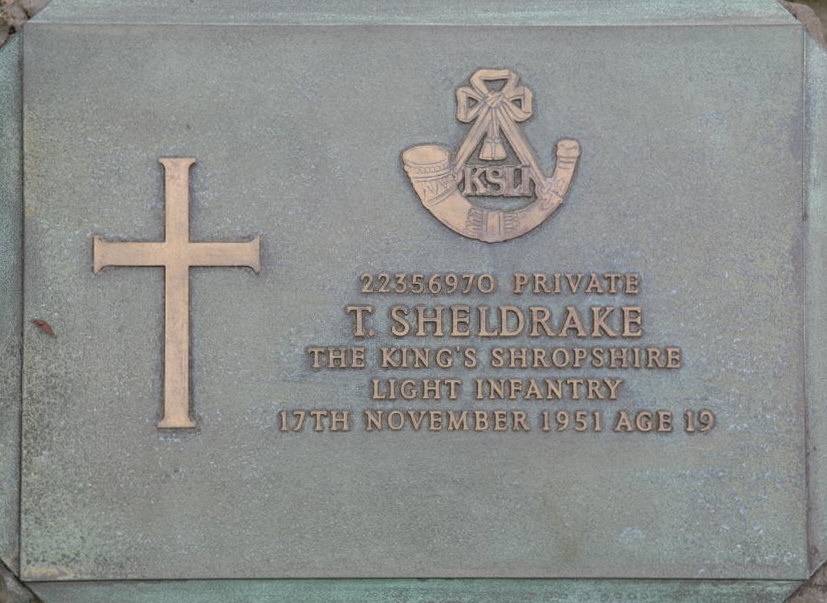 KSLI
22356970 PRIVATE
T. SHELDRAKE
THE KING'S SHROPSHIRE
LIGHT INFANTRY
17TH NOVEMBER 1951 AGE 19